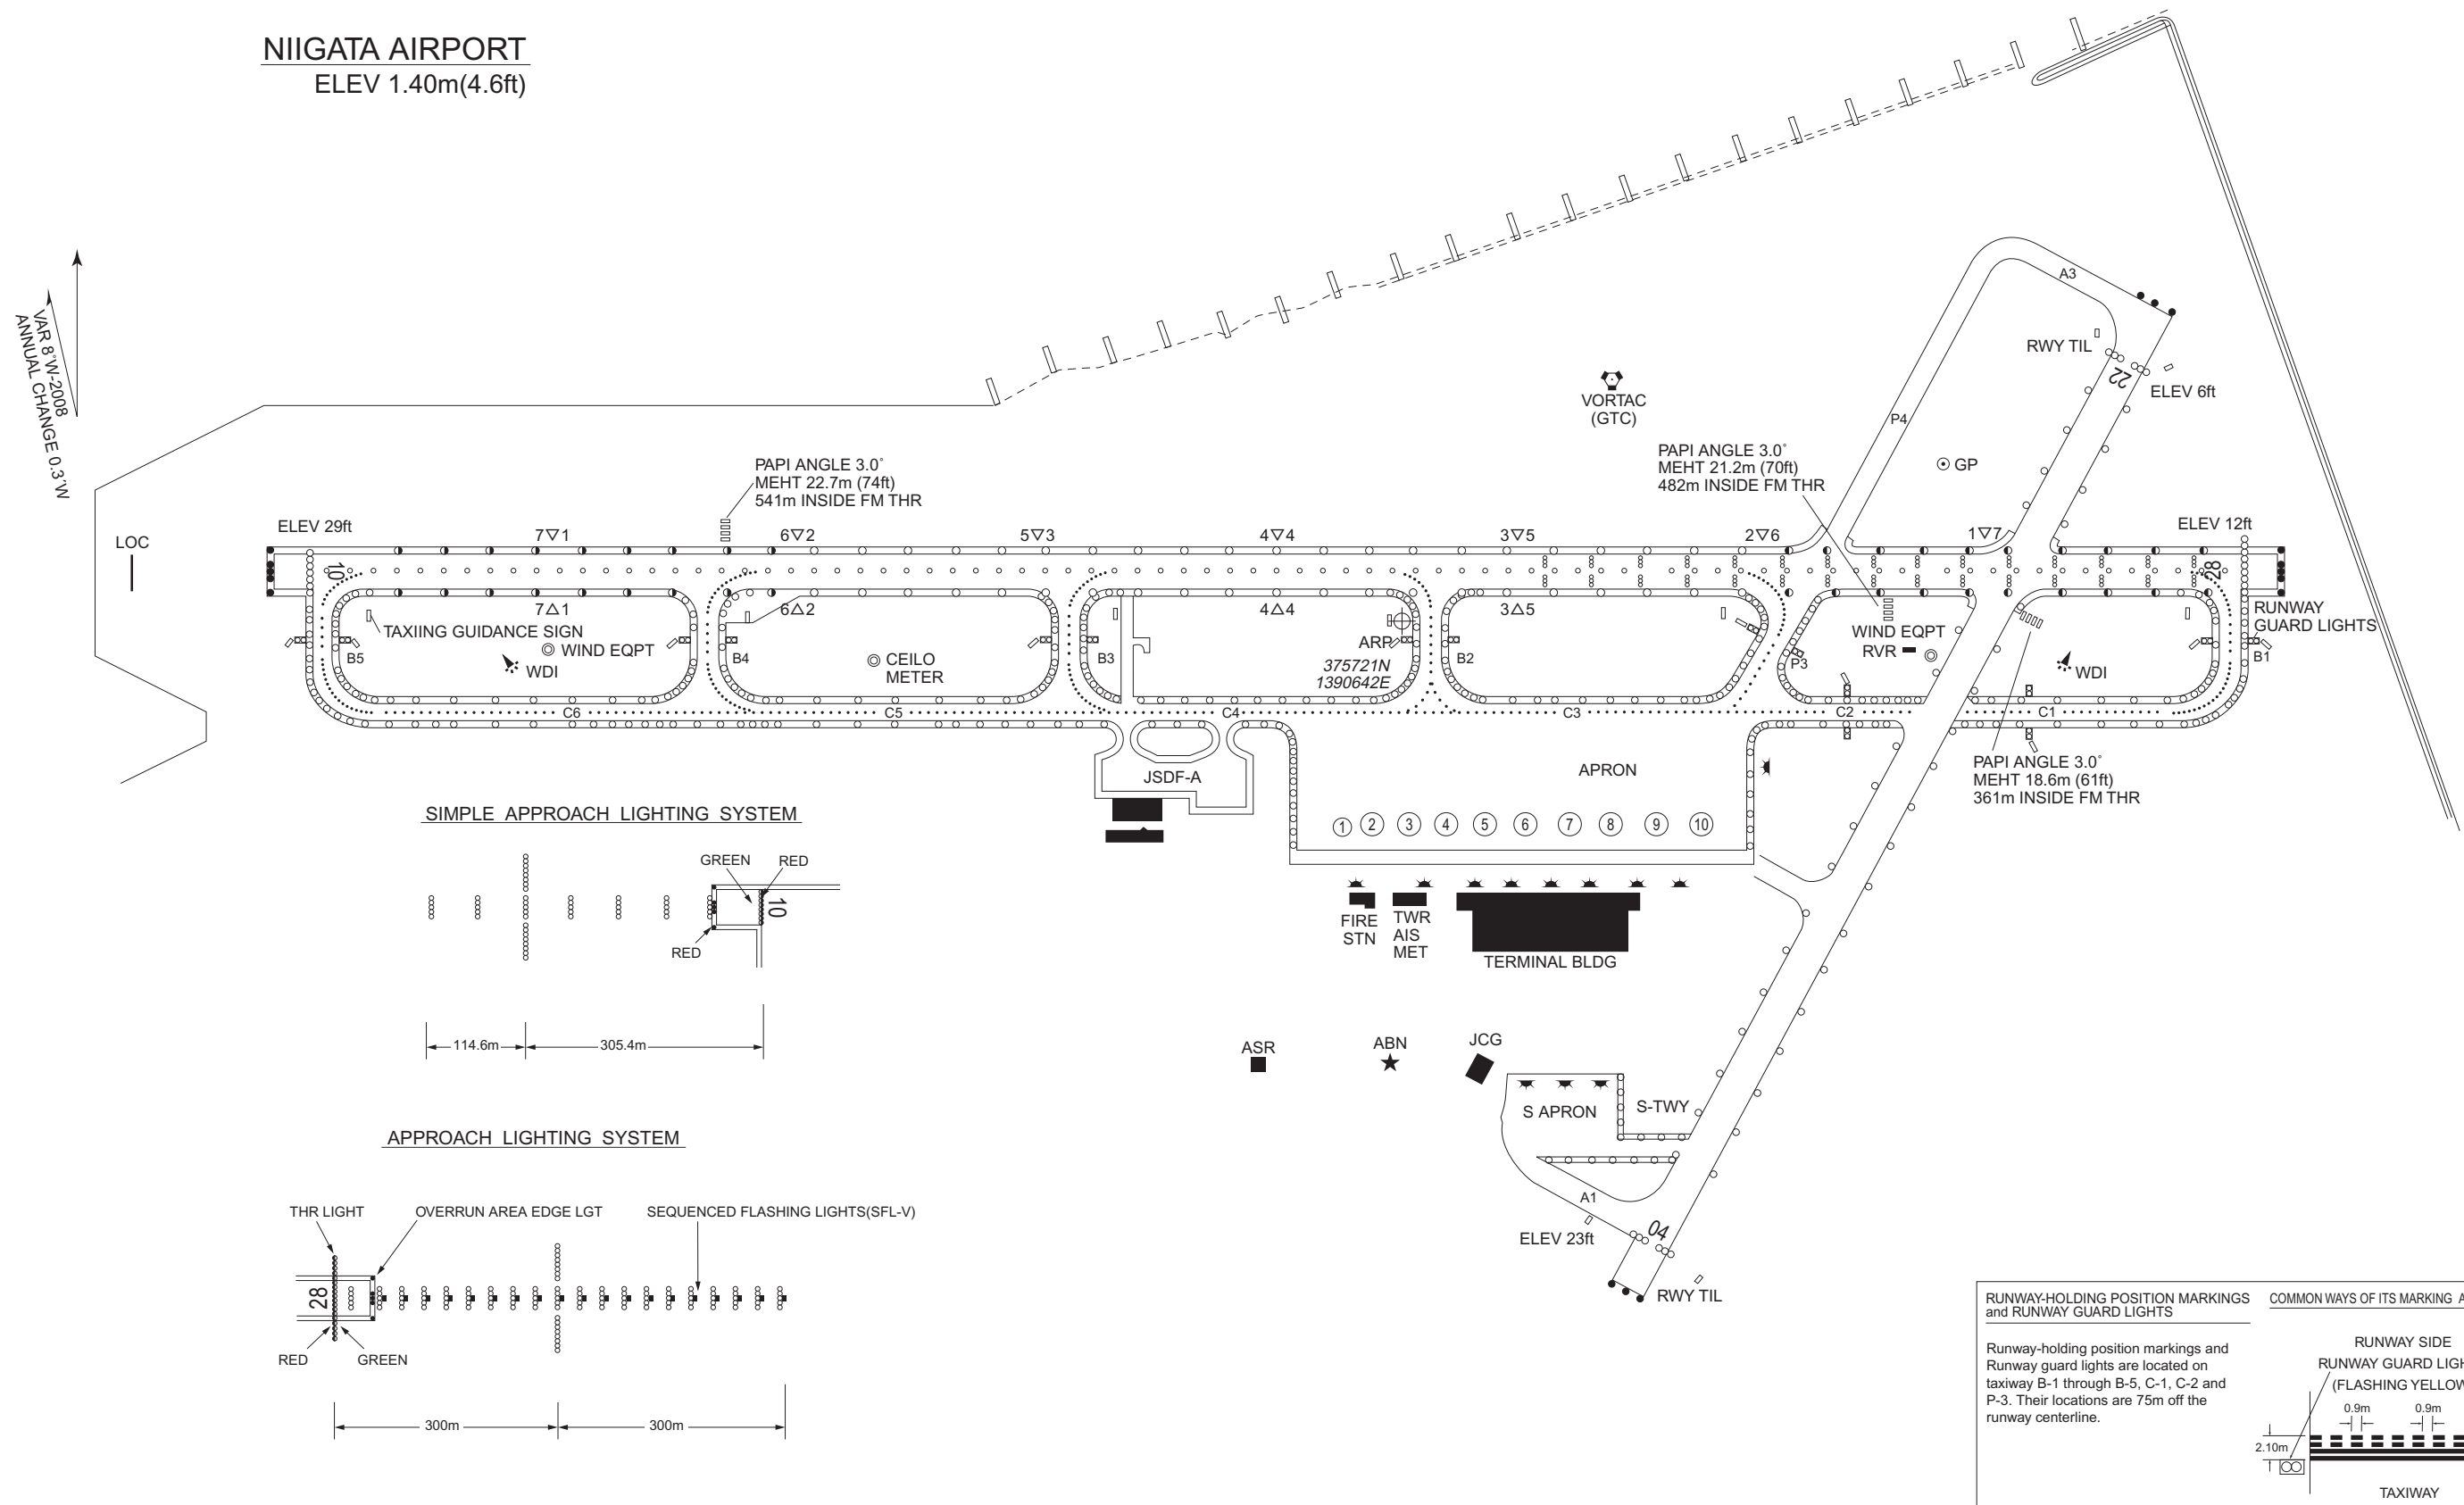 NIIGATA AIRPORT
ELEV 1.40m(4.6ft)
VAR 8°W-2008
ANNUAL CHANGE 0.3'W
A3
RWY TIL
22
ELEV 6ft
VORTAC
(GTC)
P4
GP
PAPI ANGLE 3.0°
MEHT 22.7m (74ft)
541m INSIDE FM THR
PAPI ANGLE 3.0°
MEHT 21.2m (70ft)
482m INSIDE FM THR
LOC
ELEV 29ft
7▽1
6▽2
5▽3
4▽4
3▽5
2▽6
1▽7
ELEV 12ft
10
28
7△1
6△2
4△4
3△5
TAXIING GUIDANCE SIGN
WIND EQPT
WDI
B5
B4
CEILO
METER
B3
ARP
375721N
1390642E
B2
P3
WIND EQPT
RVR
WDI
RUNWAY
GUARD LIGHTS
B1
C6
C5
C4
C3
C2
C1
JSDF-A
APRON
PAPI ANGLE 3.0°
MEHT 18.6m (61ft)
361m INSIDE FM THR
1
2
3
4
5
6
7
8
9
10
FIRE
STN
TWR
AIS
MET
TERMINAL BLDG
SIMPLE APPROACH LIGHTING SYSTEM
GREEN
RED
10
RED
114.6m
305.4m
ASR
ABN
JCG
S APRON
S-TWY
A1
04
ELEV 23ft
RWY TIL
APPROACH LIGHTING SYSTEM
THR LIGHT
OVERRUN AREA EDGE LGT
SEQUENCED FLASHING LIGHTS(SFL-V)
28
RED
GREEN
300m
300m
RUNWAY-HOLDING POSITION MARKINGS
and RUNWAY GUARD LIGHTS
Runway-holding position markings and
Runway guard lights are located on
taxiway B-1 through B-5, C-1, C-2 and
P-3. Their locations are 75m off the
runway centerline.
COMMON WAYS OF ITS MARKING
RUNWAY SIDE
RUNWAY GUARD
(FLASHING
0.9m
0.9m
2.10m
TAXIWAY